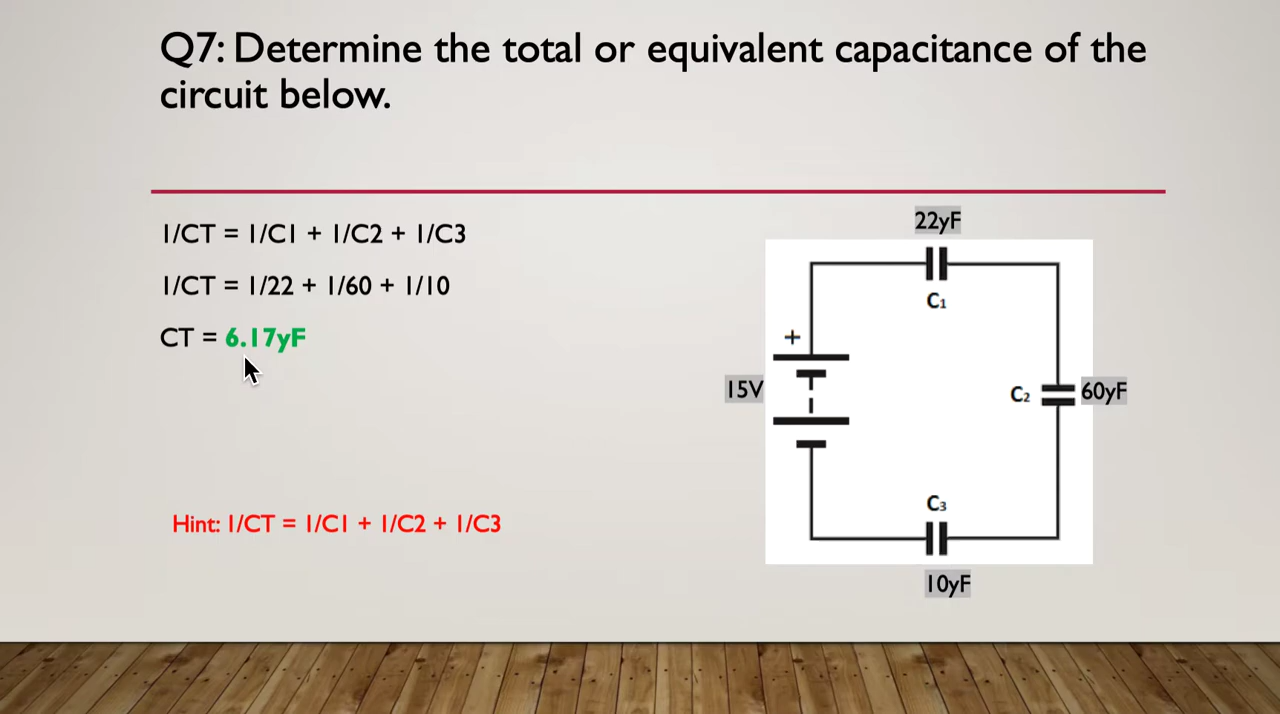 Q7: Determine the total or equivalent capacitance of the
circuit below.
1/CT = 1/C1 + 1/C2 + 1/C3
1/CT = 1/22 + 1/60 + 1/10
CT = 6.17yF
Hint: 1/CT = 1/C1 + 1/C2 + 1/C3
22yF
C₁
+
15V
C₂
60yF
C₃
10yF